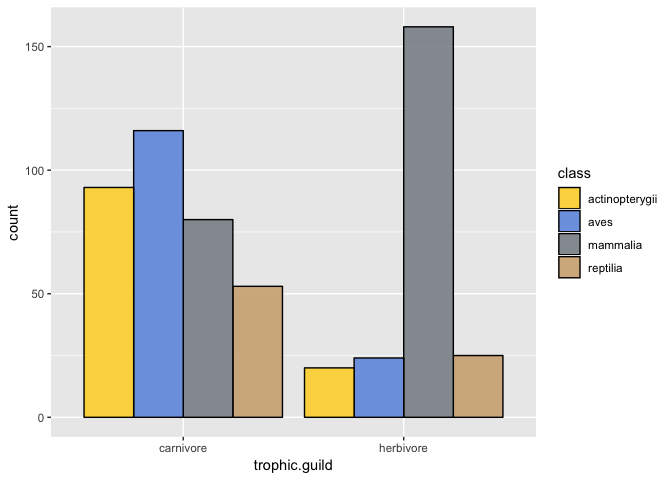 150
100
50
0
count
carnivore
herbivore
trophic.guild
class
actinopterygii
aves
mammalia
reptilia